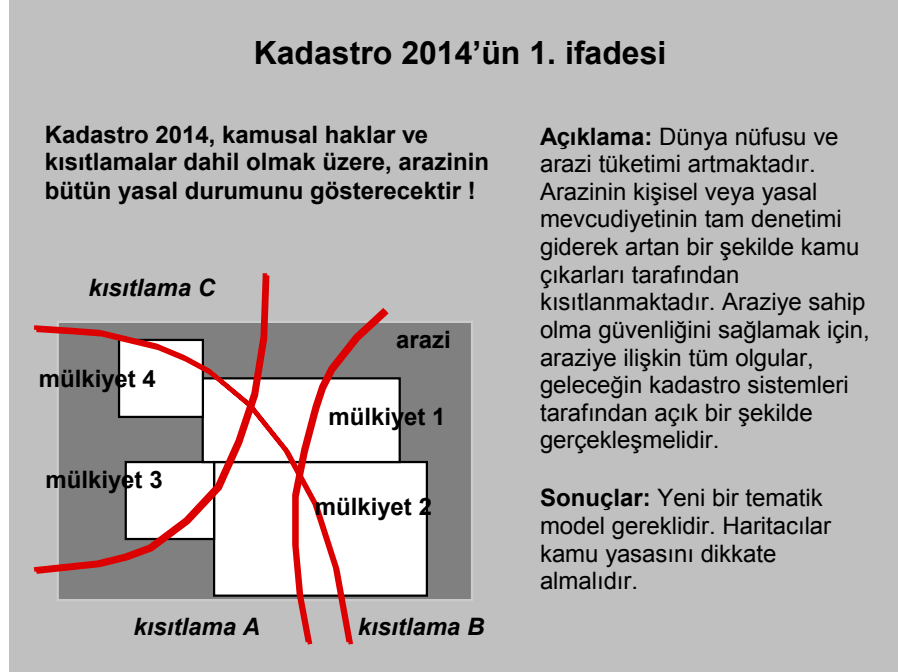 Kadastro 2014’ün 1. ifadesi
Kadastro 2014, kamusal haklar ve
kısıtlamalar dahil olmak üzere, arazinin
bütün yasal durumunu gösterecektir !
kısıtlama C
arazi
mülkiyet 4
mülkiyet 1
mülkiyet 3
mülkiyet 2
kısıtlama A
kısıtlama B
Açıklama: Dünya nüfusu ve
arazi tüketimi artmaktadır.
Arazinin kişisel veya yasal
mevcudiyetinin tam denetimi
giderek artan bir şekilde kamu
çıkarları tarafından
kısıtlanmaktadır. Araziye sahip
olma güvenliğini sağlamak için,
araziye ilişkin tüm olgular,
geleceğin kadastro sistemleri
tarafından açık bir şekilde
gerçekleşmelidir.
Sonuçlar: Yeni bir tematik
model gereklidir. Haritacılar
kamu yasasını dikkate
almalıdır.